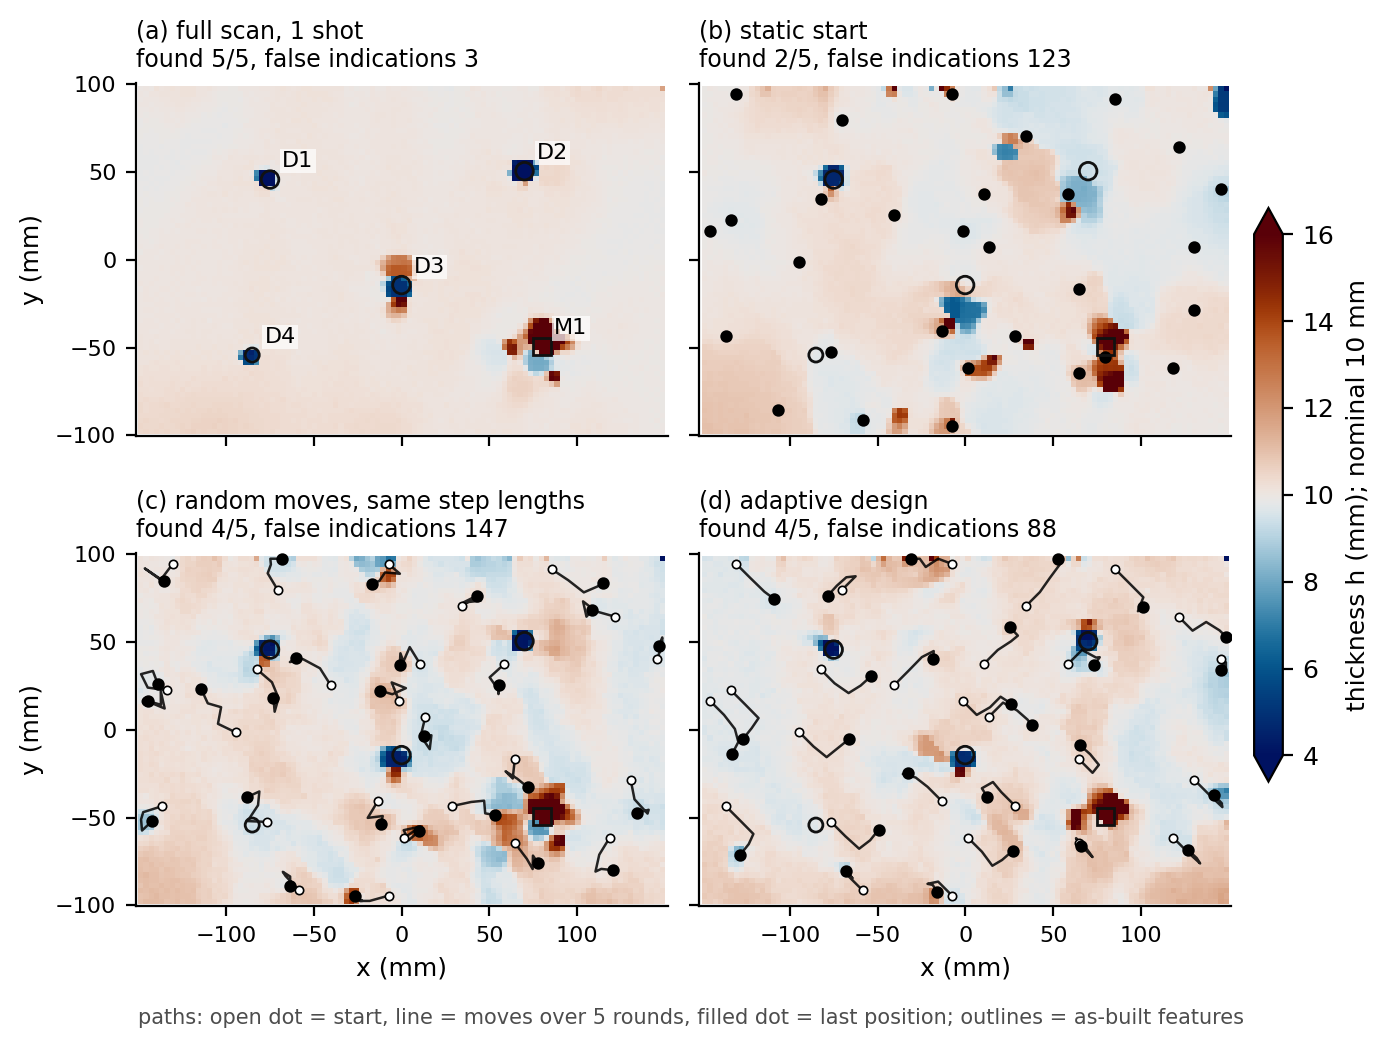 (a) full scan, 1 shot
found 5/5, false indications 3
(b) static start
found 2/5, false indications 123
100
50
0
−50
−100
y (mm)
D1
D2
D3
D4
M1
16
14
12
10
8
6
4
thickness h (mm); nominal 10 mm
(c) random moves, same step lengths
found 4/5, false indications 147
(d) adaptive design
found 4/5, false indications 88
100
50
0
−50
−100
y (mm)
−100
−50
0
50
100
x (mm)
−100
−50
0
50
100
x (mm)
paths: open dot = start, line = moves over 5 rounds, filled dot = last position; outlines = as-built features